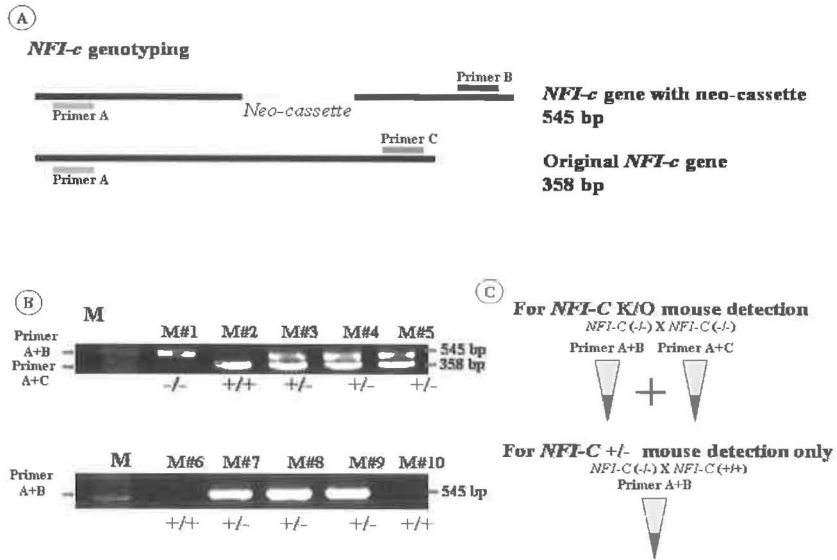 A
NFI-c genotyping
Primer B
Primer A
Neo-cassette
NFI-c gene with neo-cassette
545 bp
Primer C
Primer A
Original NFI-c gene
358 bp
B
M
M#1 M#2 M#3 M#4 M#5
Primer A+B
545 bp
Primer A+C
358 bp
-/- +/+ +/- +/- +/-
M M#6 M#7 M#8 M#9 M#10
Primer A+B
545 bp
+/+ +/- +/- +/- +/+
C
For NFI-C K/O mouse detection
NFI-C (-/-) X NFI-C (-/-)
Primer A+B Primer A+C
+
For NFI-C +/- mouse detection only
NFI-C (-/-) X NFI-C (+/+)
Primer A+B